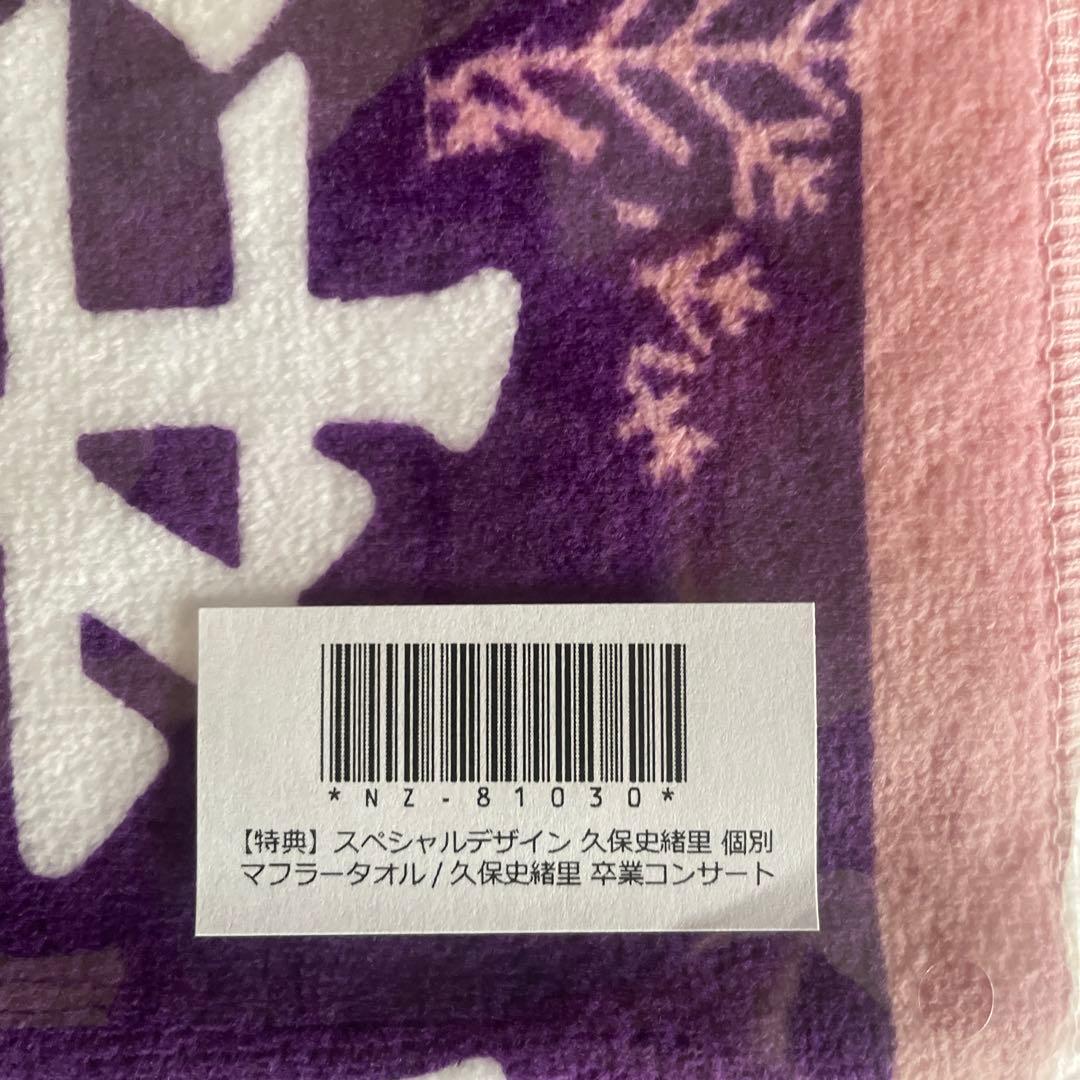 *NZ-81030*
【特典】スペシャルデザイン 久保史緒里 個別
マフラータオル / 久保史緒里 卒業コンサート